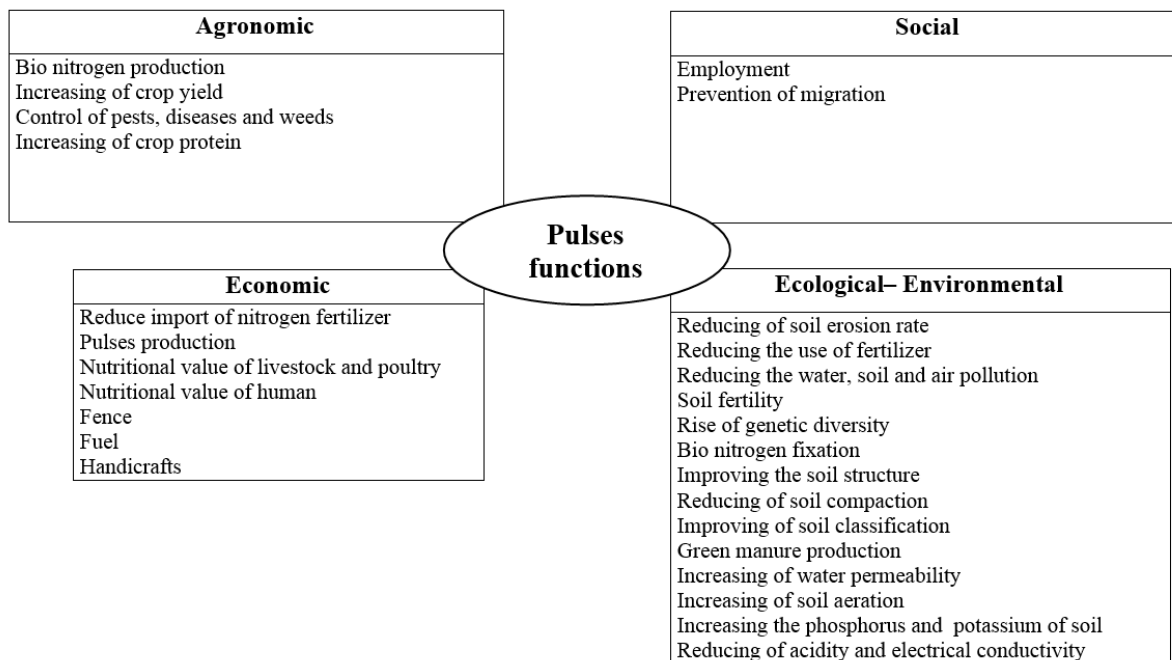 Agronomic
Bio nitrogen production
Increasing of crop yield
Control of pests, diseases and weeds
Increasing of crop protein
Social
Employment
Prevention of migration
Pulses
functions
Economic
Reduce import of nitrogen fertilizer
Pulses production
Nutritional value of livestock and poultry
Nutritional value of human
Fence
Fuel
Handicrafts
Ecological– Environmental
Reducing of soil erosion rate
Reducing the use of fertilizer
Reducing the water, soil and air pollution
Soil fertility
Rise of genetic diversity
Bio nitrogen fixation
Improving the soil structure
Reducing of soil compaction
Improving of soil classification
Green manure production
Increasing of water permeability
Increasing of soil aeration
Increasing the phosphorus and potassium of soil
Reducing of acidity and electrical conductivity